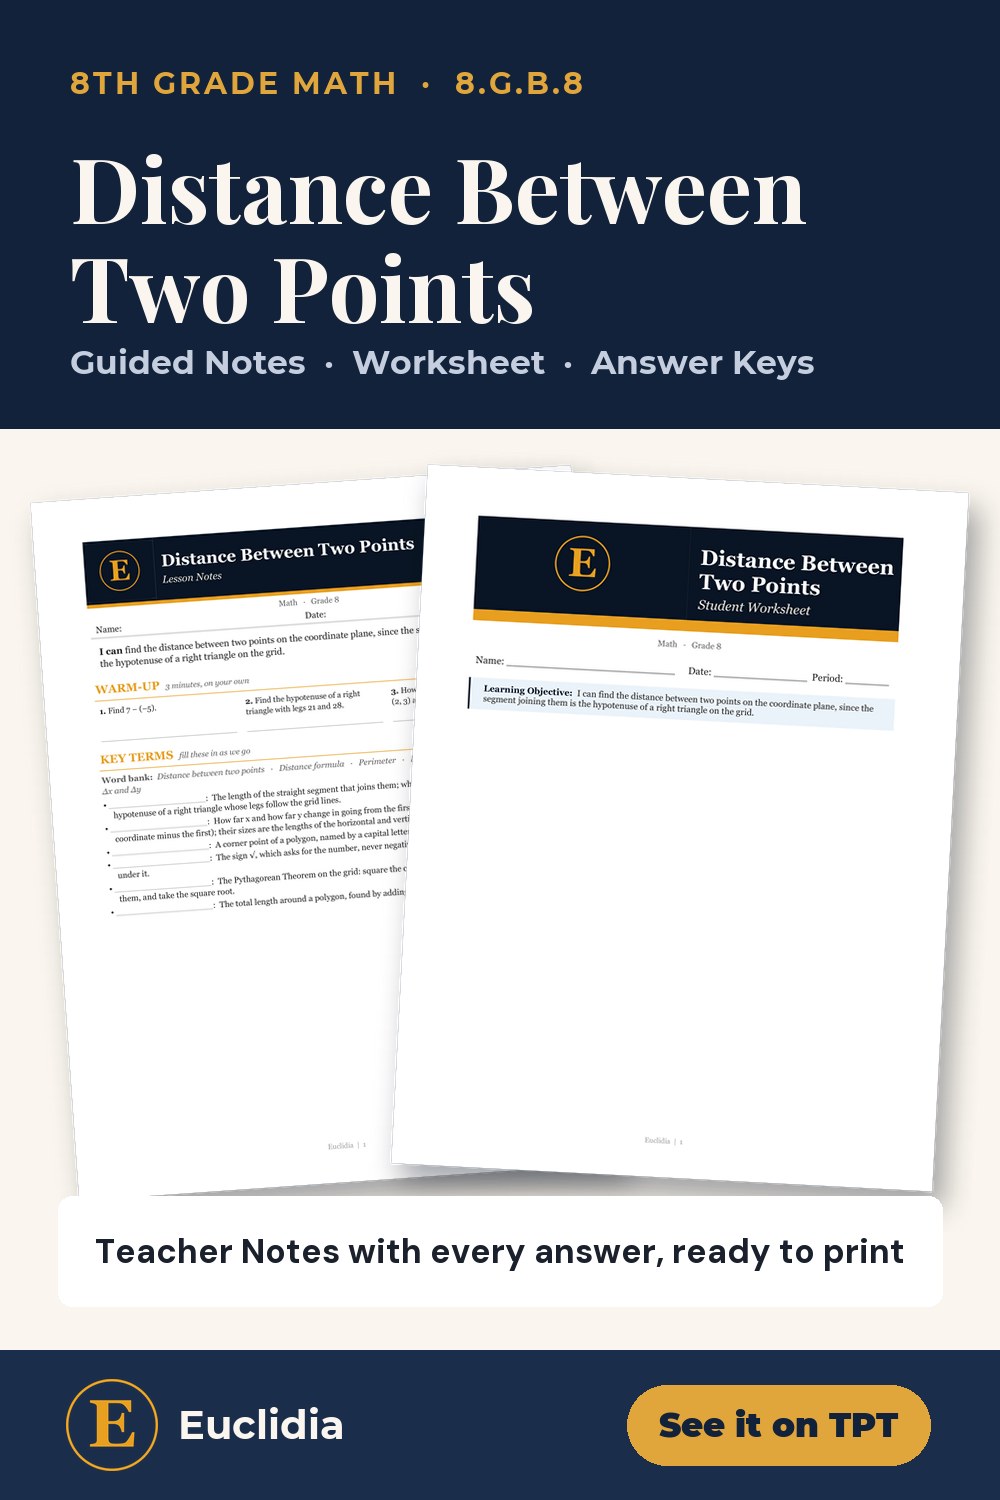 8TH GRADE MATH · 8.G.B.8
Distance Between
Two Points
Guided Notes · Worksheet · Answer Keys
E
Distance Between Two Points
Lesson Notes
Math · Grade 8
Name:
Date:
I can find the distance between two points on the coordinate plane, since the
the hypotenuse of a right triangle on the grid.
WARM-UP 3 minutes, on your own
1. Find 7 – (–5).
2. Find the hypotenuse of a right
triangle with legs 21 and 28.
3. How
(2, 3)
KEY TERMS fill these in as we go
Word bank: Distance between two points · Distance formula · Perimeter ·
Δx and Δy
• : The length of the straight segment that joins them;
hypotenuse of a right triangle whose legs follow the grid lines.
• : How far x and how far y change in going from the
coordinate minus the first); their sizes are the lengths of the horizontal and
• : A corner point of a polygon, named by a capital
• : The sign √, which asks for the number, never
under it.
• : The Pythagorean Theorem on the grid: square the
them, and take the square root.
• : The total length around a polygon, found by
Euclidia | 1
E
Distance Between
Two Points
Student Worksheet
Math · Grade 8
Name: Date: Period:
Learning Objective: I can find the distance between two points on the coordinate plane, since the
segment joining them is the hypotenuse of a right triangle on the grid.
Euclidia | 1
Teacher Notes with every answer, ready to print
E
Euclidia
See it on TPT